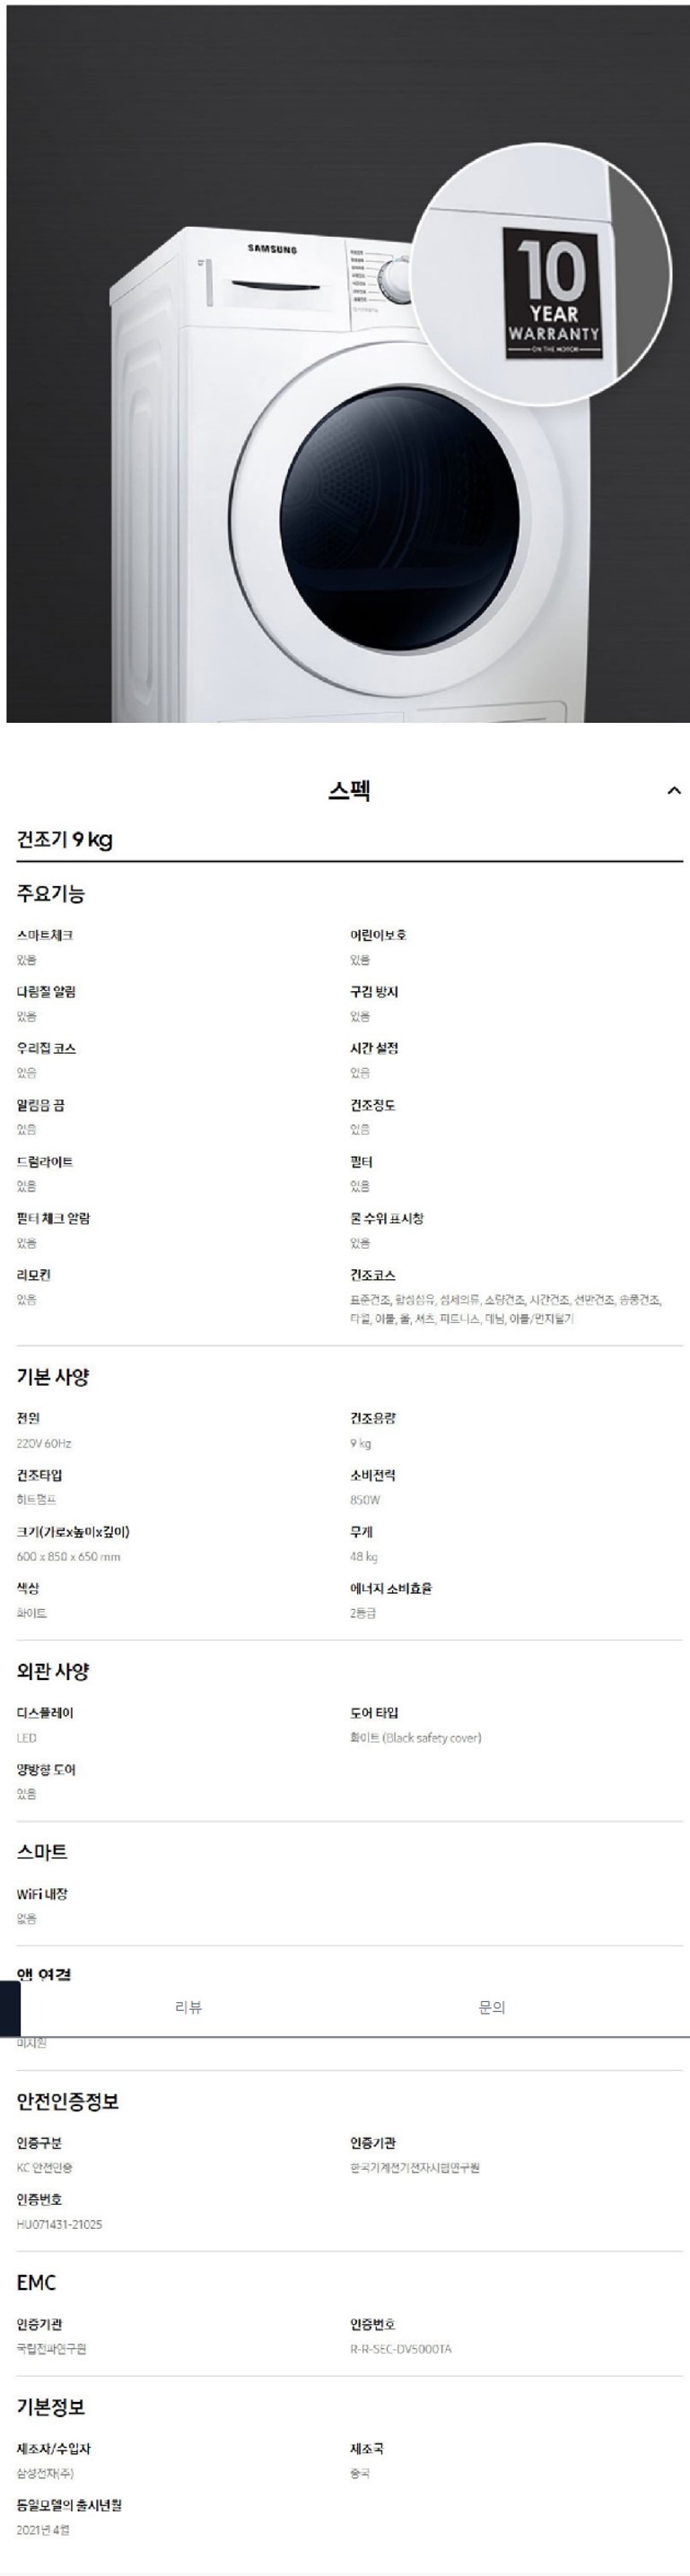 SAMSUNG
10
YEAR
WARRANTY
ON THE MOTOR
스펙
건조기 9 kg
주요기능
스마트체크
어린이보호
있음
있음
다림질 알림
구김 방지
있음
있음
우리집 코스
시간 설정
있음
있음
알림음 끔
건조정도
있음
있음
드럼라이트
필터
있음
있음
필터 체크 알람
물 수위 표시창
있음
있음
리모컨
건조코스
있음
표준건조, 합성섬유, 섬세의류, 소량건조, 시간건조, 선반건조, 송풍건조,
타월, 이불, 울, 셔츠, 피트니스, 데님, 이불/먼지털기
기본 사양
전원
건조용량
220V 60Hz
9 kg
건조타입
소비전력
히트펌프
850W
크기(가로x높이x깊이)
무게
600 x 850 x 650 mm
48 kg
색상
에너지 소비효율
화이트
2등급
외관 사양
디스플레이
도어 타입
LED
화이트 (Black safety cover)
양방향 도어
있음
스마트
WiFi 내장
없음
앱 연결
리뷰
문의
미지원
안전인증정보
인증구분
인증기관
KC 안전인증
한국기계전기전자시험연구원
인증번호
HU071431-21025
EMC
인증기관
인증번호
국립전파연구원
R-R-SEC-DV5000TA
기본정보
제조자/수입자
제조국
삼성전자(주)
중국
동일모델의 출시년월
2021년 4월